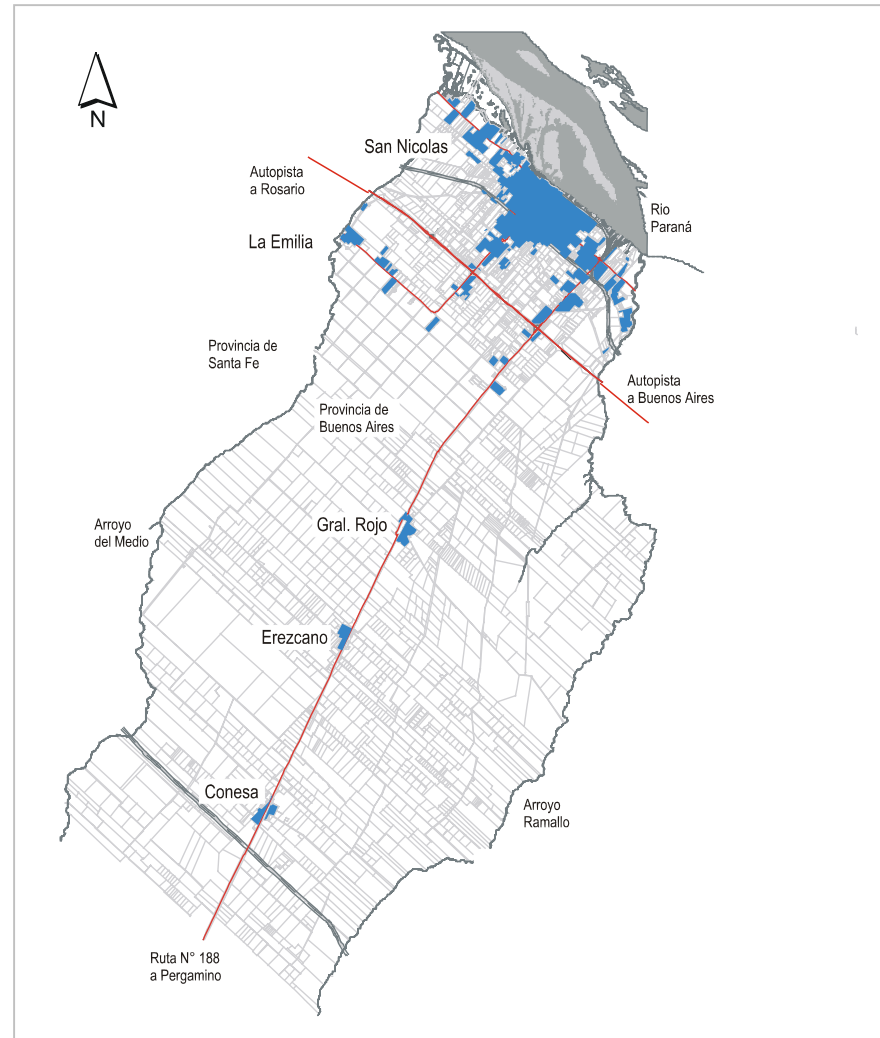 N
San Nicolas
Autopista
a Rosario
Rio
Paraná
La Emilia
Provincia de
Santa Fe
Autopista
a Buenos Aires
Provincia de
Buenos Aires
Gral. Rojo
Arroyo
del Medio
Erezcano
Conesa
Arroyo
Ramallo
Ruta N° 188
a Pergamino